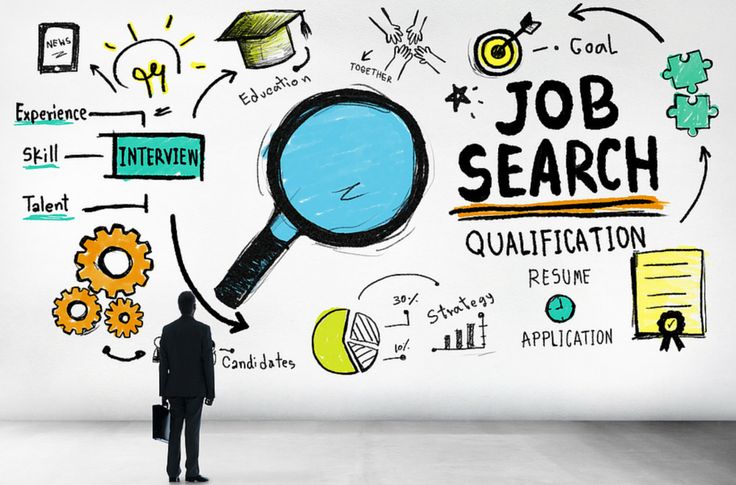 NEWS
Education
TOGETHER
GOAL
Experience
Skill
Talent
INTERVIEW
JOB
SEARCH
QUALIFICATION
RESUME
APPLICATION
30%
10%
Strategy
Candidates